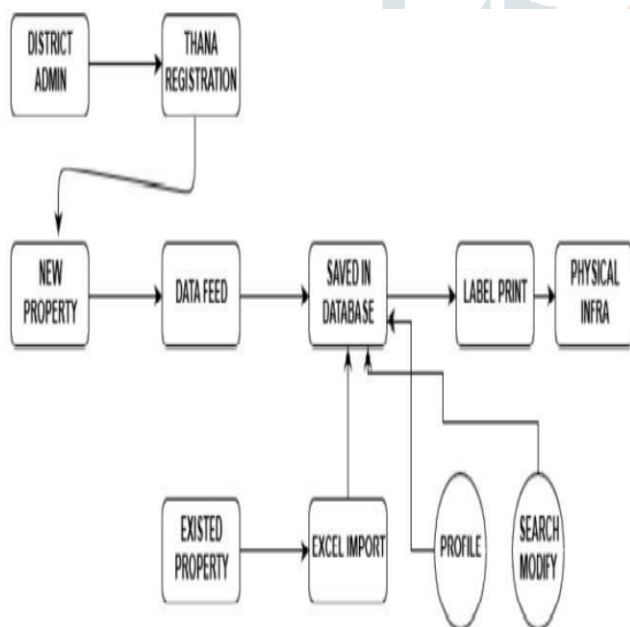 DISTRICT
ADMIN
THANA
REGISTRATION
NEW
PROPERTY
DATA FEED
SAVED IN
DATABASE
LABEL PRINT
PHYSICAL
INFRA
EXISTED
PROPERTY
EXCEL IMPORT
PROFILE
SEARCH
MODIFY